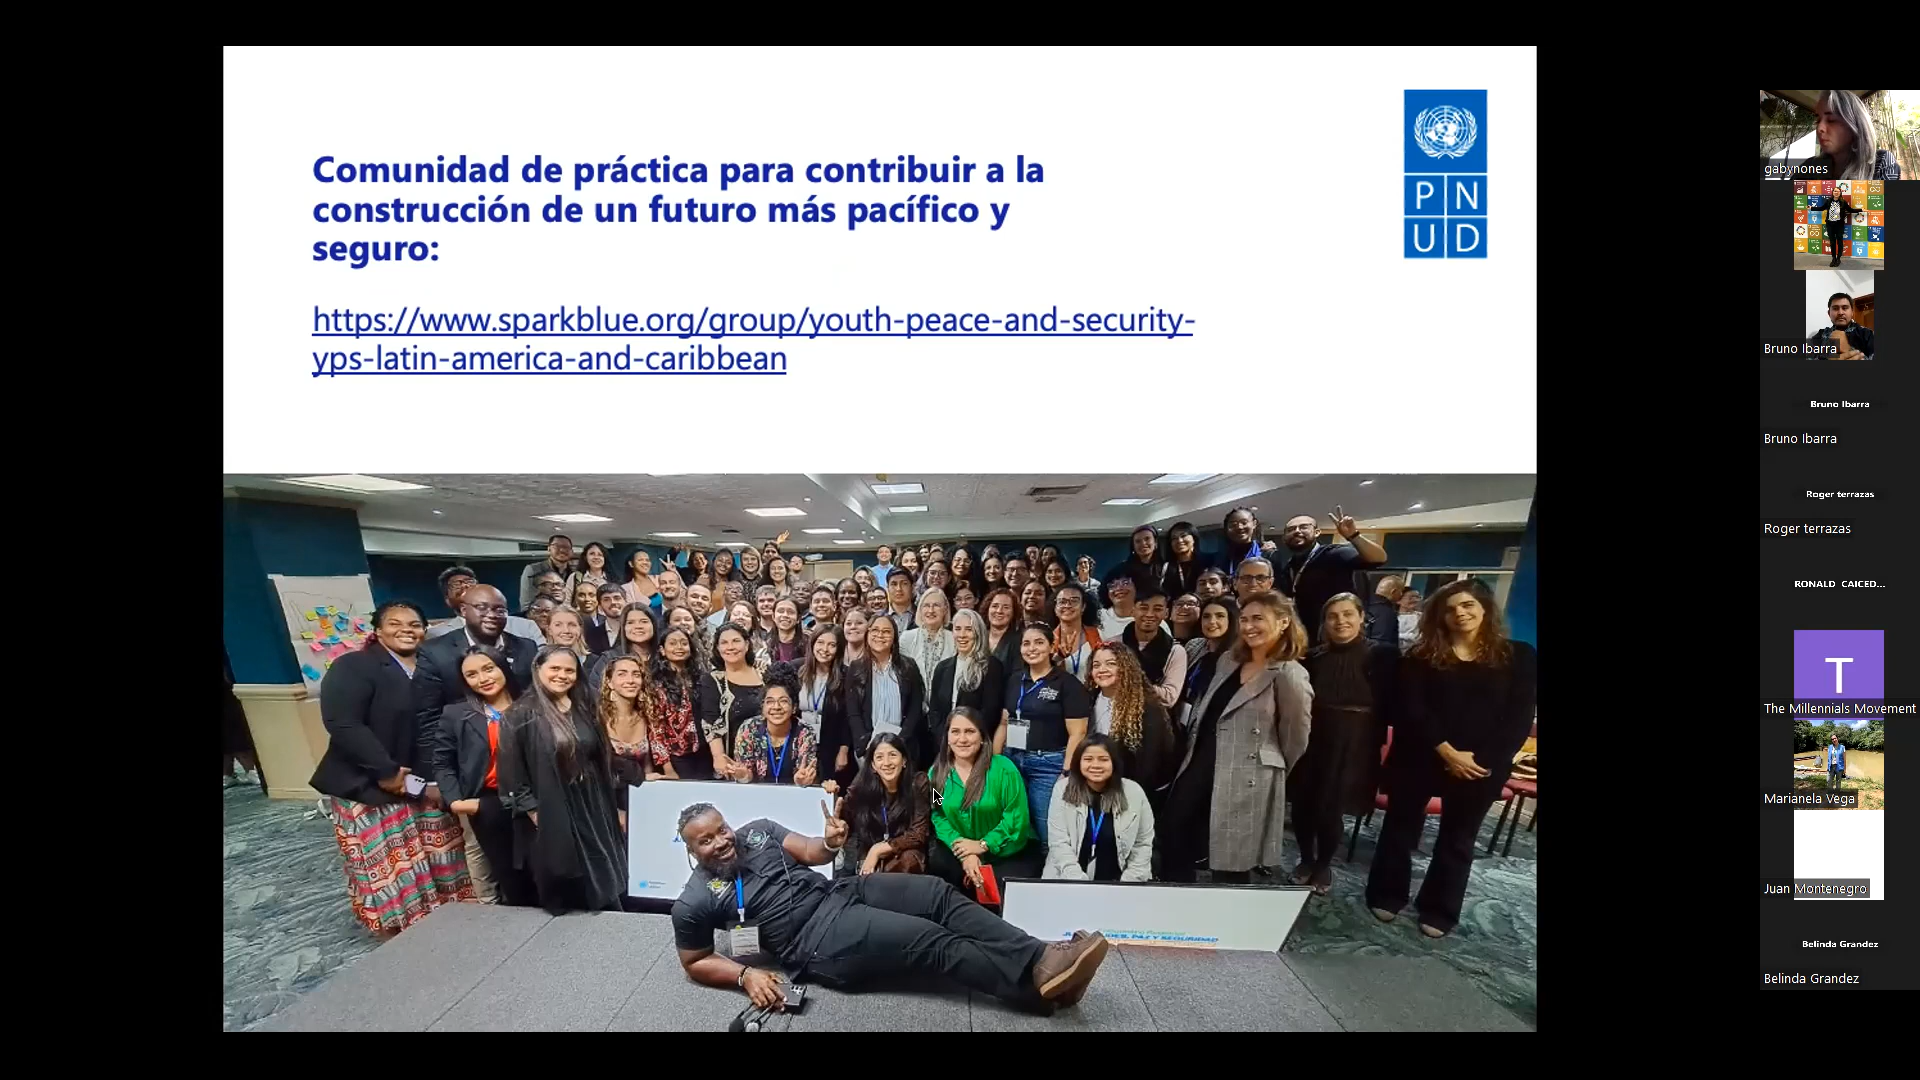 Comunidad de práctica para contribuir a la
construcción de un futuro más pacífico y
seguro:
https://www.sparkblue.org/group/youth-peace-and-security-
yps-latin-america-and-caribbean
P N
U D
gabynones
Bruno Ibarra
Bruno Ibarra
Bruno Ibarra
Roger terrazas
Roger terrazas
RONALD CAICED...
T
The Millennials Movement
Marianela Vega
Juan Montenegro
Belinda Grandez
Belinda Grandez
PAZ Y SEGURIDAD